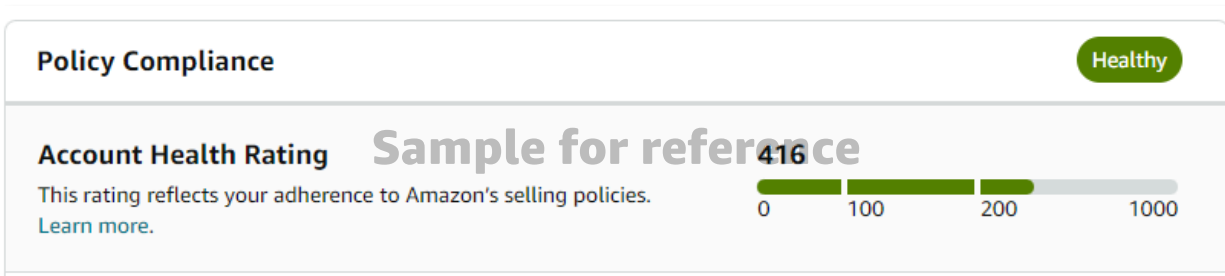 Policy Compliance
Healthy
Account Health Rating
Sample for reference
416
This rating reflects your adherence to Amazon's selling policies.
Learn more.
0 100 200 1000